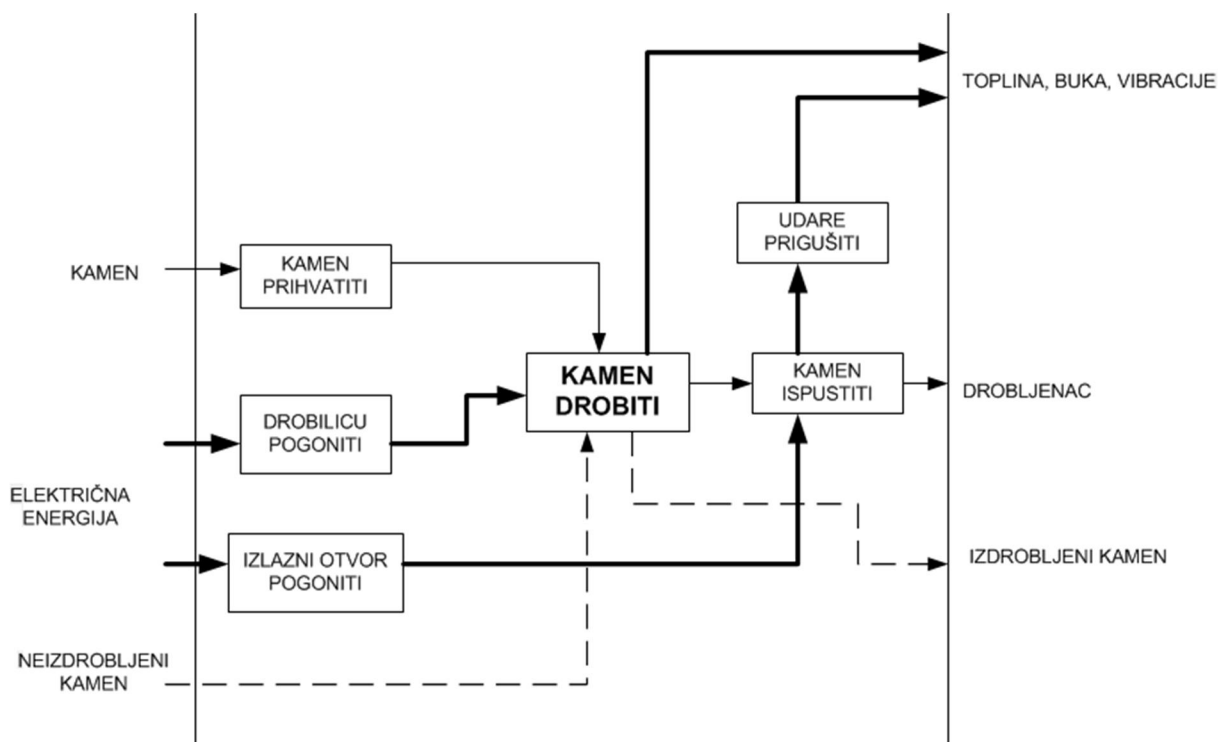 TOPLINA, BUKA, VIBRACIJE
UDARE
PRIGUŠITI
KAMEN
KAMEN
PRIHVATITI
KAMEN
DROBITI
KAMEN
ISPUSTITI
DROBLJENAC
DROBILICU
POGONITI
ELEKTRIČNA
ENERGIJA
IZLAZNI OTVOR
POGONITI
IZDROBLJENI KAMEN
NEIZDROBLJENI
KAMEN